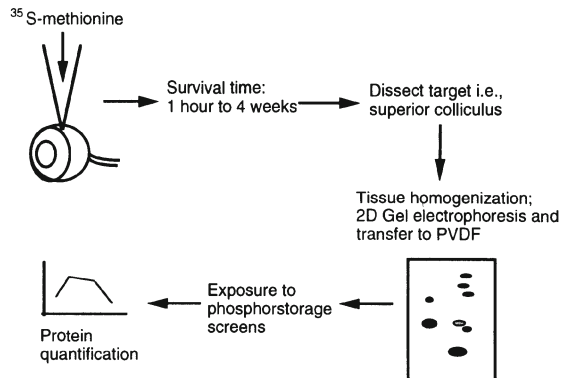 35 S-methionine
Survival time:
1 hour to 4 weeks
Dissect target i.e.,
superior colliculus
Tissue homogenization;
2D Gel electrophoresis and
transfer to PVDF
Exposure to
phosphorstorage
screens
Protein
quantification